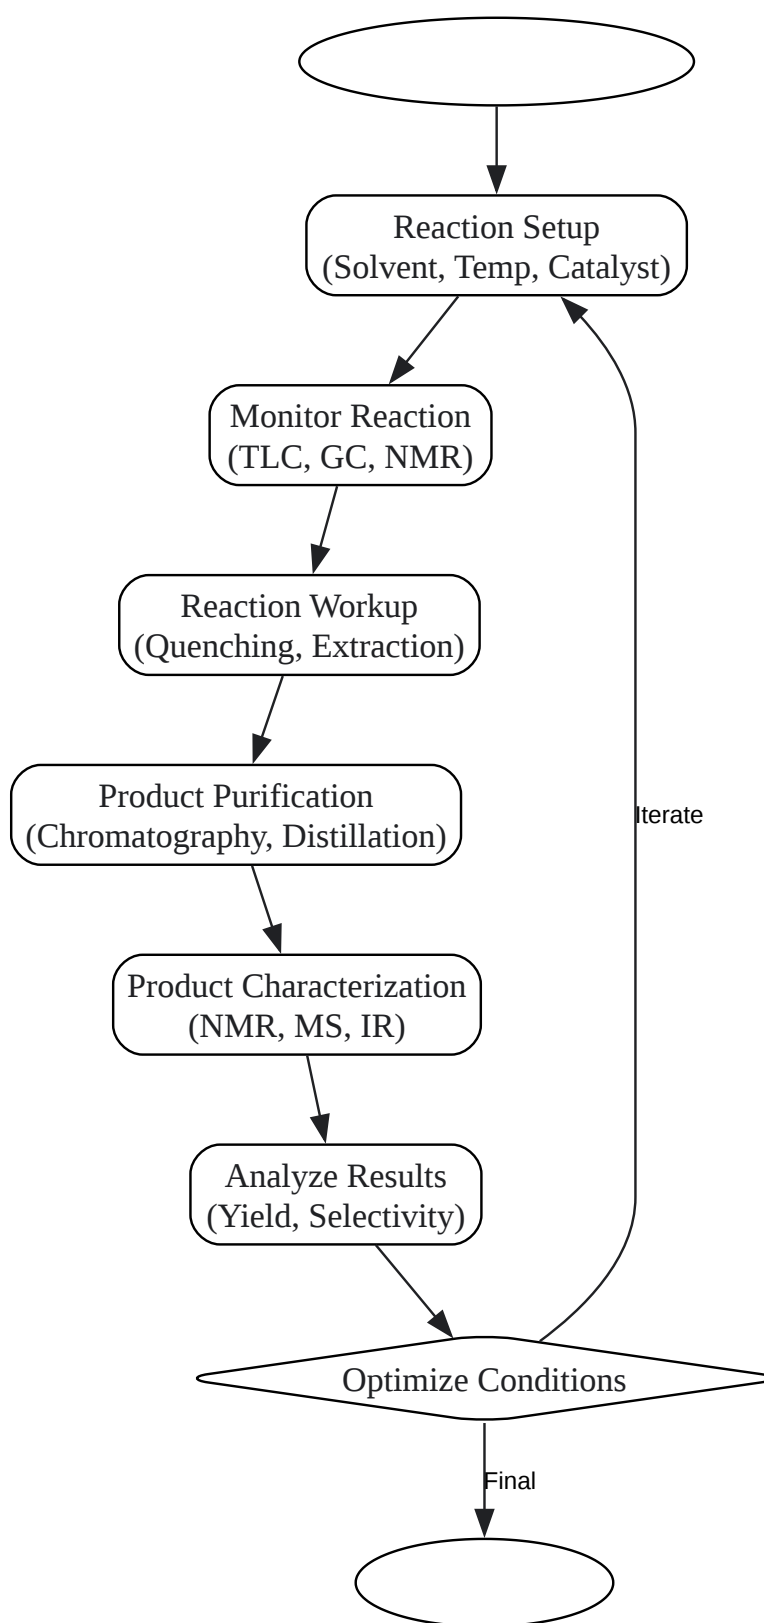 Reaction Setup
(Solvent, Temp, Catalyst)
Monitor Reaction
(TLC, GC, NMR)
Reaction Workup
(Quenching, Extraction)
Product Purification
(Chromatography, Distillation)
Iterate
Product Characterization
(NMR, MS, IR)
Analyze Results
(Yield, Selectivity)
Optimize Conditions
Final